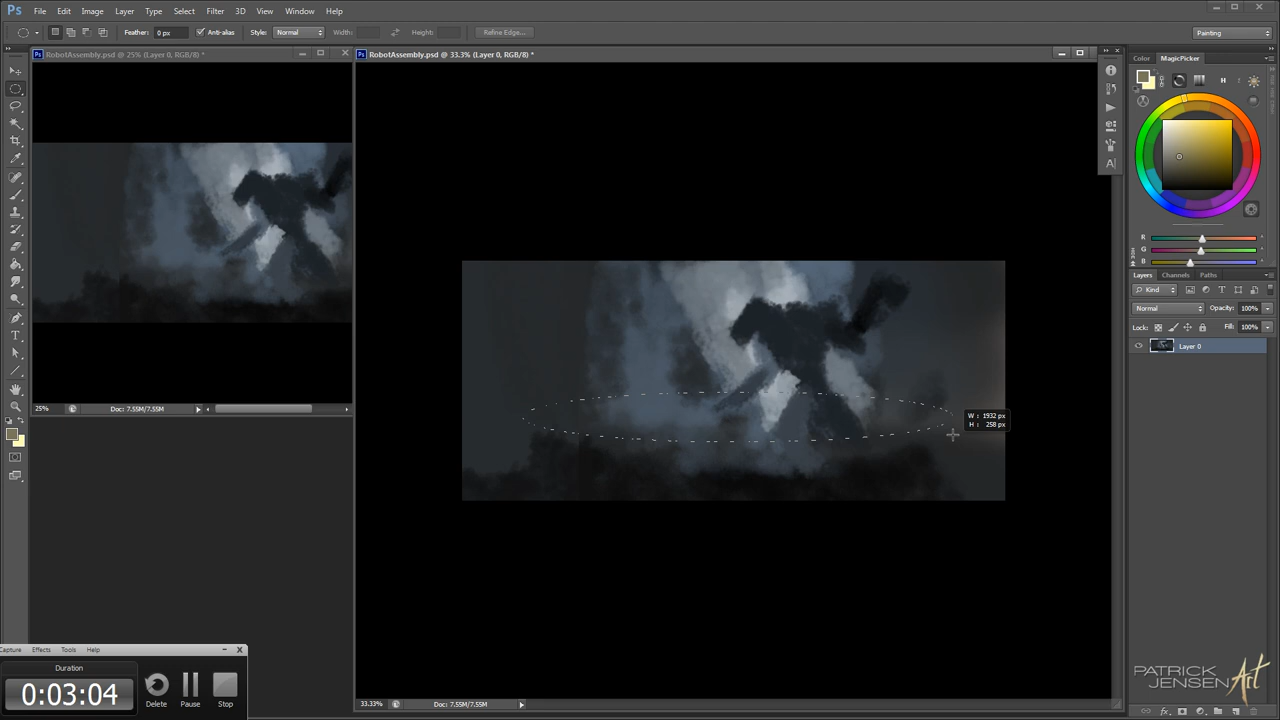 Ps File Edit Image Layer Type Select Filter 3D View Window Help
Feather: 0 px Anti-alias Style: Normal Width: Height: Refine Edge... Painting
Ps RobotAssembly.psd @ 25% (Layer 0, RGB/8) *
Ps RobotAssembly.psd @ 33.3% (Layer 0, RGB/8) *
Color MagicPicker
H
R
G
B
Layers Channels Paths
Kind
Normal Opacity: 100%
Lock: Fill: 100%
Layer 0
W : 1932 px
H : 258 px
25% Doc: 7.55M/7.55M
Capture Effects Tools Help
Duration
0:03:04
Delete Pause Stop
33.33% Doc: 7.55M/7.55M
PATRICK
JENSEN Art